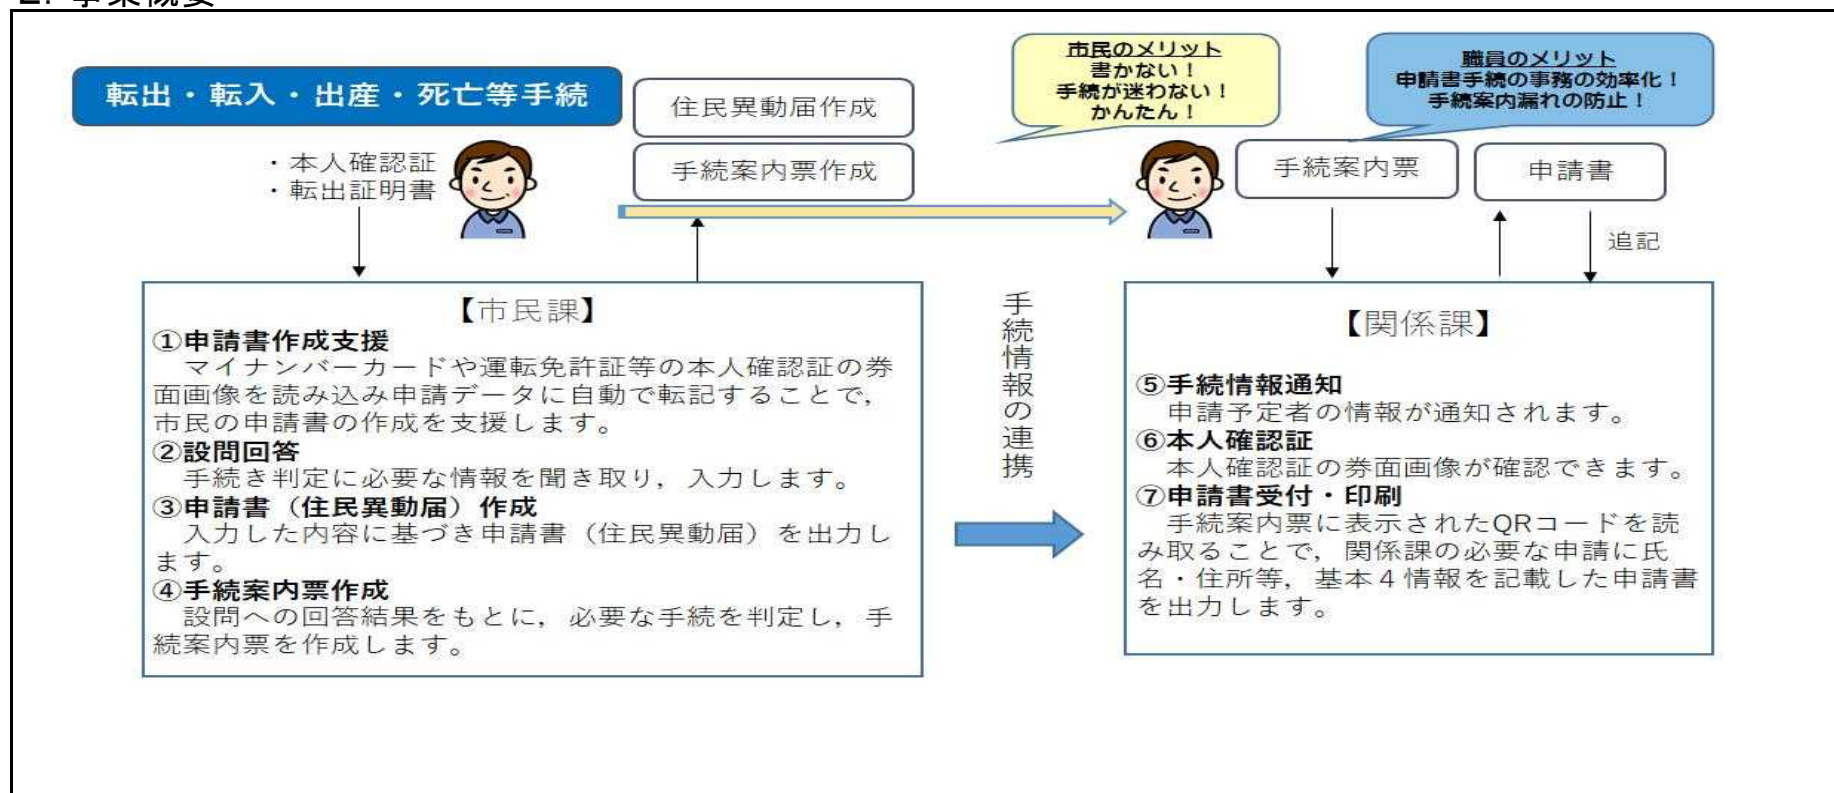 2. 事業概要
転出・転入・出産・死亡等手続
・本人確認証
・転出証明書
住民異動届作成
手続案内票作成
市民のメリット
書かない!
手続が迷わない!
かんたん!
職員のメリット
申請書手続の事務の効率化!
手続案内漏れの防止!
手続案内票
申請書
追記
【市民課】
①申請書作成支援
マイナンバーカードや運転免許証等の本人確認証の券
面画像を読み込み申請データに自動で転記することで,
市民の申請書の作成を支援します。
②設問回答
手続き判定に必要な情報を聞き取り,入力します。
③申請書(住民異動届)作成
入力した内容に基づき申請書(住民異動届)を出力し
ます。
④手続案内票作成
設問への回答結果をもとに,必要な手続を判定し,手
続案内票を作成します。
手続情報の連携
【関係課】
⑤手続情報通知
申請予定者の情報が通知されます。
⑥本人確認証
本人確認証の券面画像が確認できます。
⑦申請書受付・印刷
手続案内票に表示されたQRコードを読
み取ることで,関係課の必要な申請に氏
名・住所等,基本4情報を記載した申請書
を出力します。